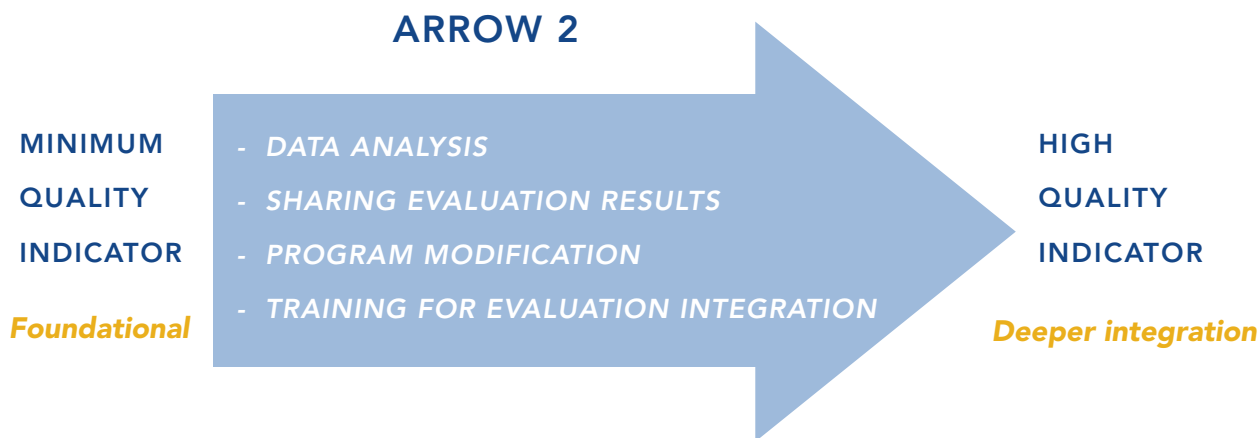 ARROW 2
MINIMUM
QUALITY
INDICATOR
Foundational
- DATA ANALYSIS
- SHARING EVALUATION RESULTS
- PROGRAM MODIFICATION
- TRAINING FOR EVALUATION INTEGRATION
HIGH
QUALITY
INDICATOR
Deeper integration